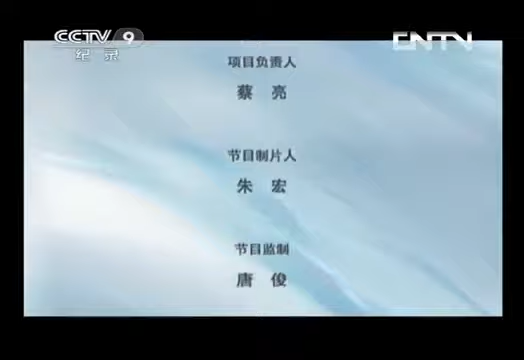 CCTV 9
纪录
CNTV
项目负责人
蔡 亮
节目制片人
朱 宏
节目监制
唐 俊